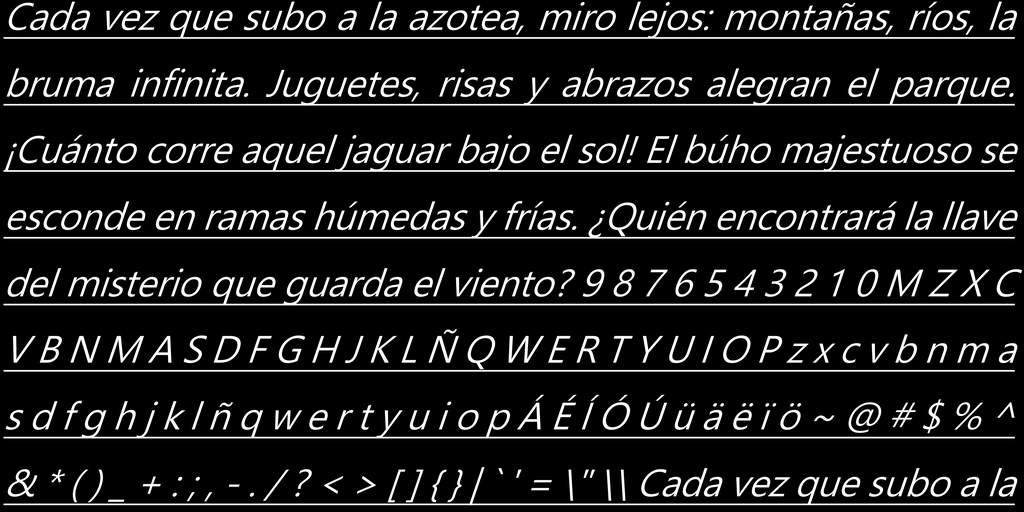 Cada vez que subo a la azotea, miro lejos: montañas, ríos, la
bruma infinita. Juguetes, risas y abrazos alegran el parque.
¡Cuánto corre aquel jaguar bajo el sol! El búho majestuoso se
esconde en ramas húmedas y frías. ¿Quién encontrará la llave
del misterio que guarda el viento? 9 8 7 6 5 4 3 2 1 0 M Z X C
V B N M A S D F G H J K L Ñ Q W E R T Y U I O P z x c v b n m a
s d f g h j k l ñ q w e r t y u i o p Á É Í Ó Ú ü ä ë ï ö ~ @ # $ % ^
& * ( ) _ + : ; , - . / ? < > [ ] { } | ` ' = \" \\ Cada vez que subo a la